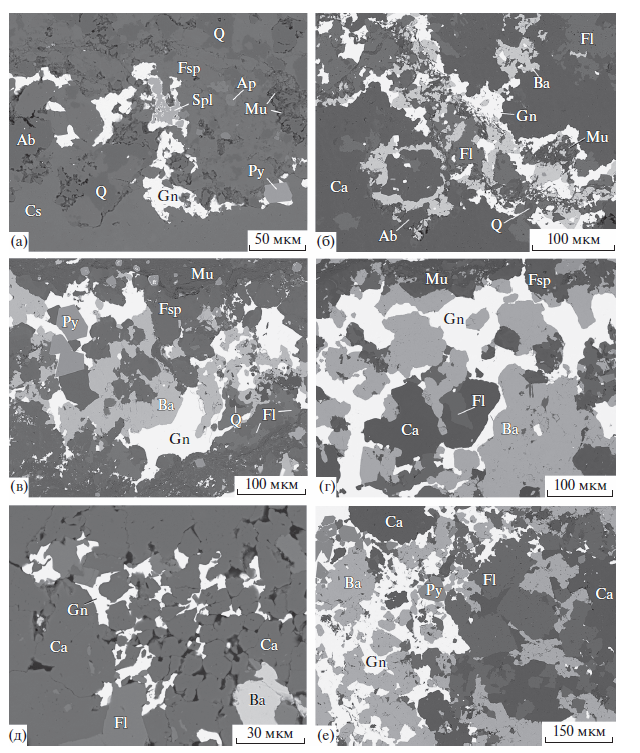 Q
Fsp
Ap
Spl
Mu
Ab
Py
Q
Gn
Cs
(а)
50 мкм
Fl
Ba
Gn
Mu
Fl
Ca
Q
Ab
(б)
100 мкм
Mu
Fsp
Py
Ba
Fl
Q
Gn
(в)
100 мкм
Mu
Fsp
Gn
Fl
Ca
Ba
(г)
100 мкм
Gn
Ca
Ca
Ba
Fl
(д)
30 мкм
Ca
Ba
Py
Fl
Ca
Gn
(е)
150 мкм